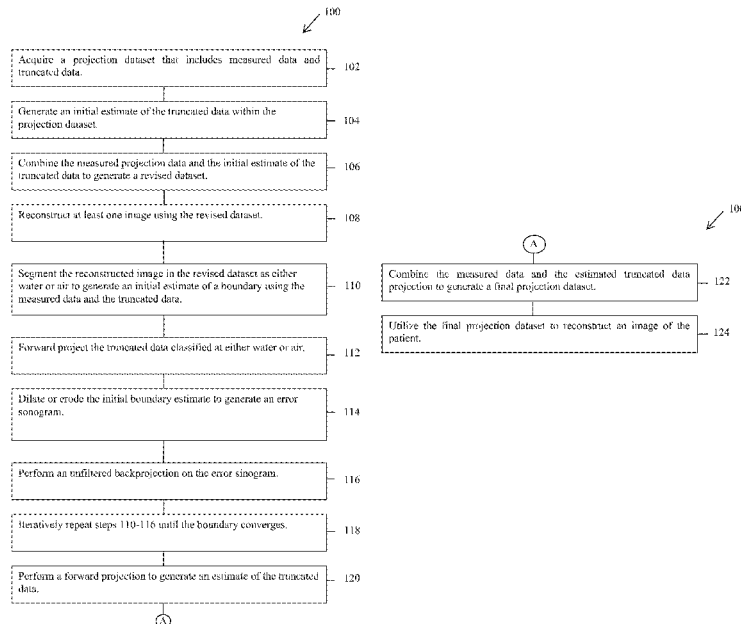 100
Acquire a projection dataset that includes measured data and
truncated data.
102
Generate an initial estimate of the truncated data within the
projection dataset.
104
Combine the measured projection data and the initial estimate of the
truncated data to generate a revised dataset.
106
Reconstruct at least one image using the revised dataset.
108
Segment the reconstructed image in the revised dataset as either
water or air to generate an initial estimate of a boundary using the
measured data and the truncated data.
110
Forward project the truncated data classified at either water or air.
112
Dilate or erode the initial boundary estimate to generate an error
sonogram.
114
Perform an unfiltered backprojection on the error sinogram.
116
Iteratively repeat steps 110-116 until the boundary converges.
118
Perform a forward projection to generate an estimate of the truncated
data.
120
A
100
A
Combine the measured data and the estimated truncated data
projection to generate a final projection dataset.
122
Utilize the final projection dataset to reconstruct an image of the
patient.
124